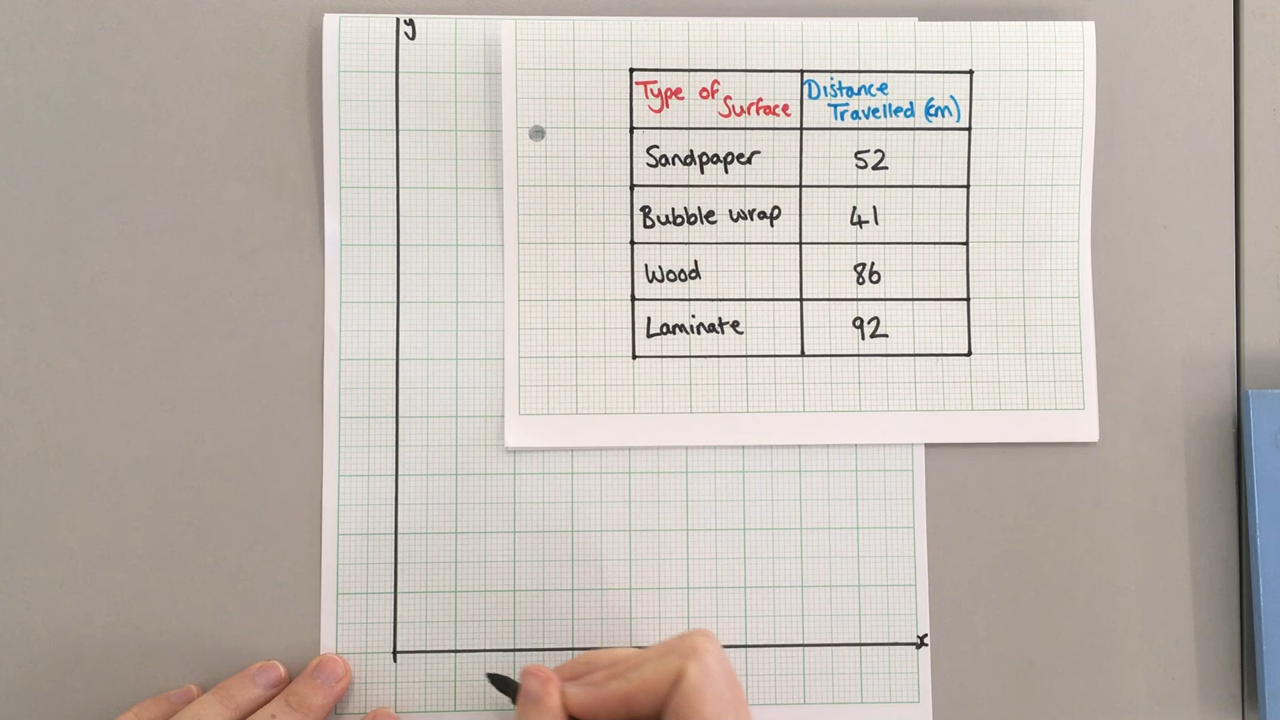 y
Type of Surface
Distance Travelled (cm)
Sandpaper 52
Bubble wrap 41
Wood 86
Laminate 92
x